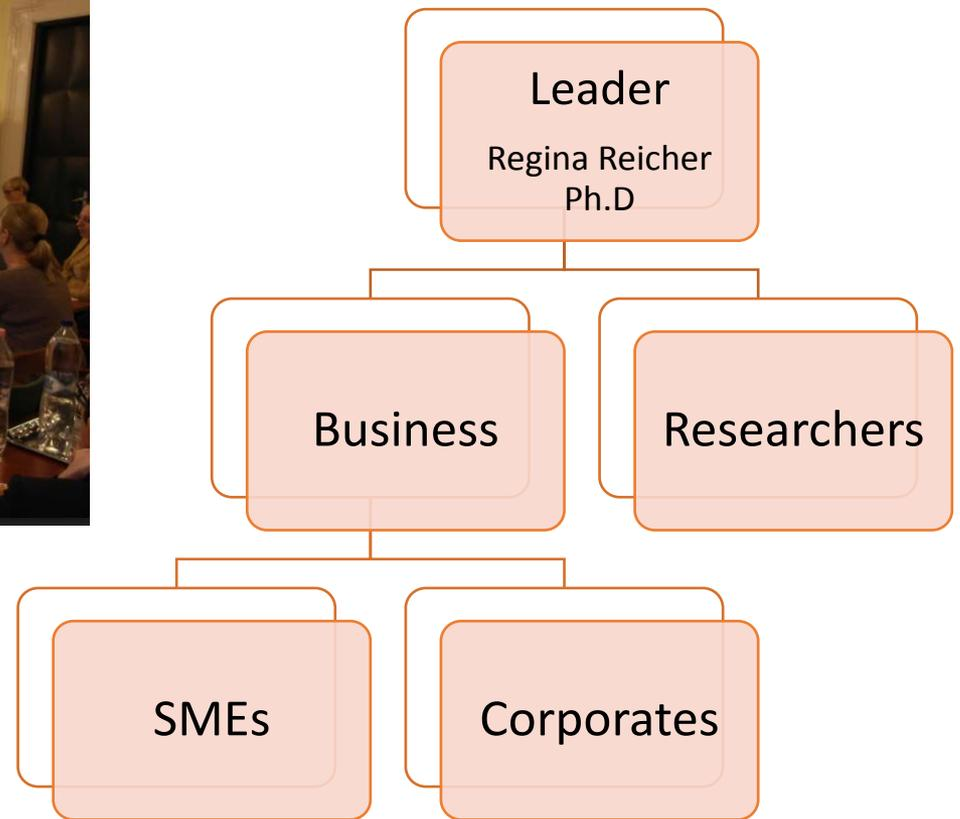 Leader
Regina Reicher
Ph.D
Business
Researchers
SMEs
Corporates